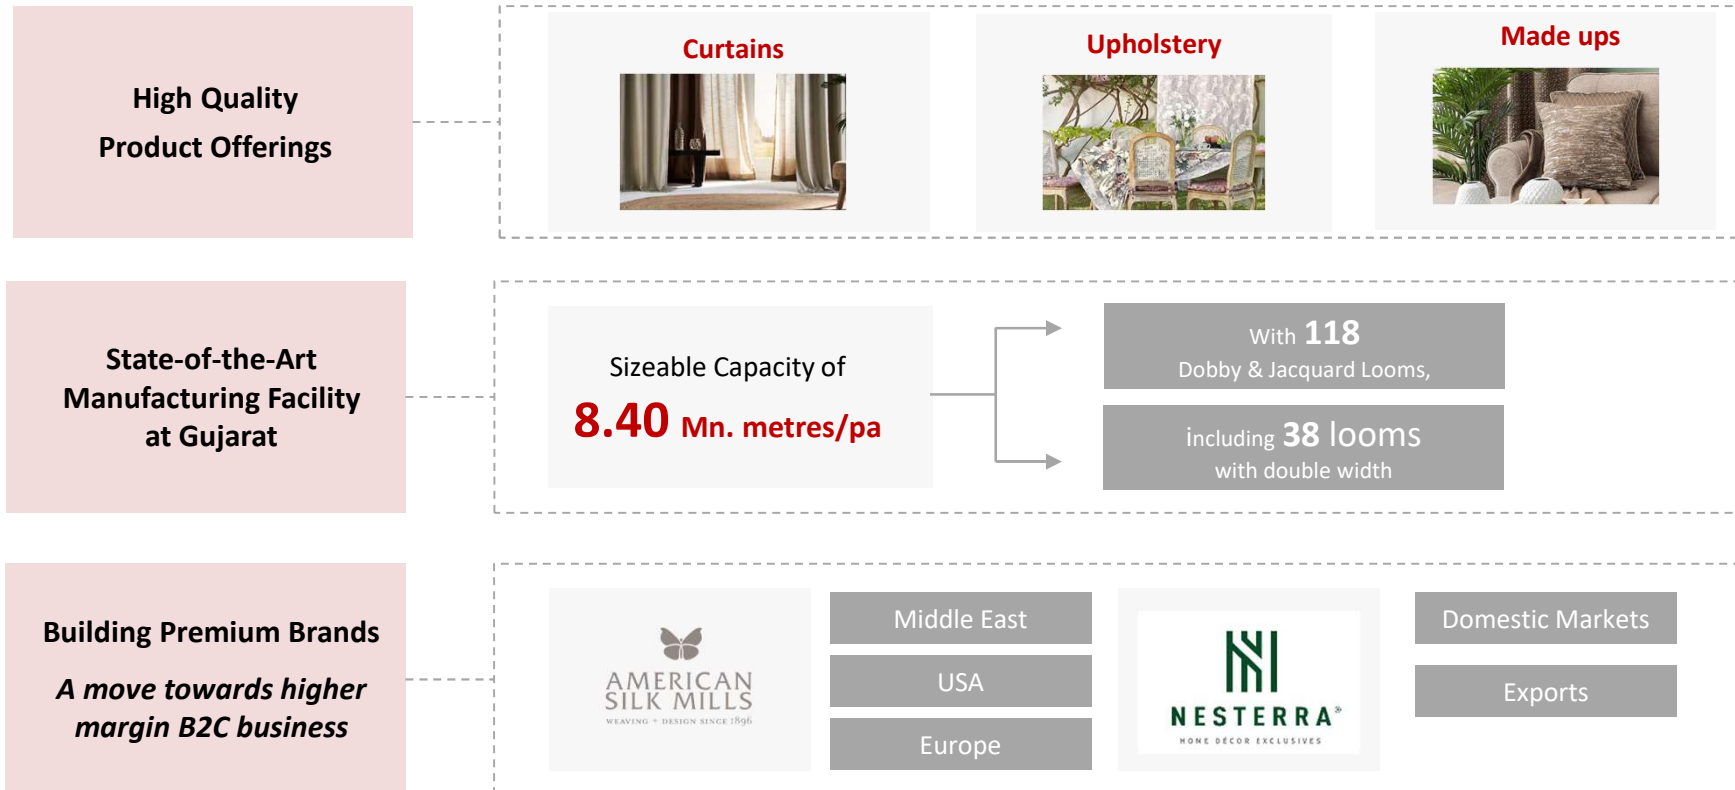 High Quality
Product Offerings
Curtains
Upholstery
Made ups
State-of-the-Art
Manufacturing Facility
at Gujarat
Sizeable Capacity of
8.40 Mn. metres/pa
With 118
Dobby & Jacquard Looms,
including 38 looms
with double width
Building Premium Brands
A move towards higher
margin B2C business
AMERICAN
SILK MILLS
WEAVING + DESIGN SINCE 1896
Middle East
USA
Europe
NESTERRA®
HOME DÉCOR EXCLUSIVES
Domestic Markets
Exports